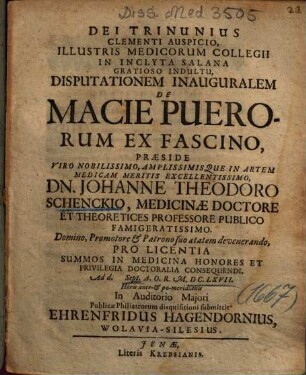 Diss. Med 3505
22
DEI TRINUNIUS
CLEMENTI AUSPICIO,
ILLUSTRIS MEDICORUM COLLEGII
IN INCLYTA SALANA
GRATIOSO INDULTU,
DISPUTATIONEM INAUGURALEM
DE
MACIE PUERO-
RUM EX FASCINO,
PRÆSIDE
VIRO NOBILISSIMO, AMPLISSIMISQUE IN ARTEM
MEDICAM MERITIS EXCELLENTISSIMO,
DN. JOHANNE THEODORO
SCHENCKIO, MEDICINÆ DOCTORE
ET THEORETICES PROFESSORE PUBLICO
FAMIGERATISSIMO.
Domino, Promotore & Patrono suo ætatem devenerando,
PRO LICENTIA
SUMMOS IN MEDICINA HONORES ET
PRIVILEGIA DOCTORALIA CONSEQUENDI,
Ad d. Sept. A. O. R. M. DC. LXVII.
Horis ante- & po-meridianis
In Auditorio Majori
Publicæ Philiatrorum disquisitioni submittit
EHRENFRIDUS HAGENDORNIUS,
WOLAVIA-SILESIUS.
(1667)
JENÆ,
Literis KREBSIANIS.